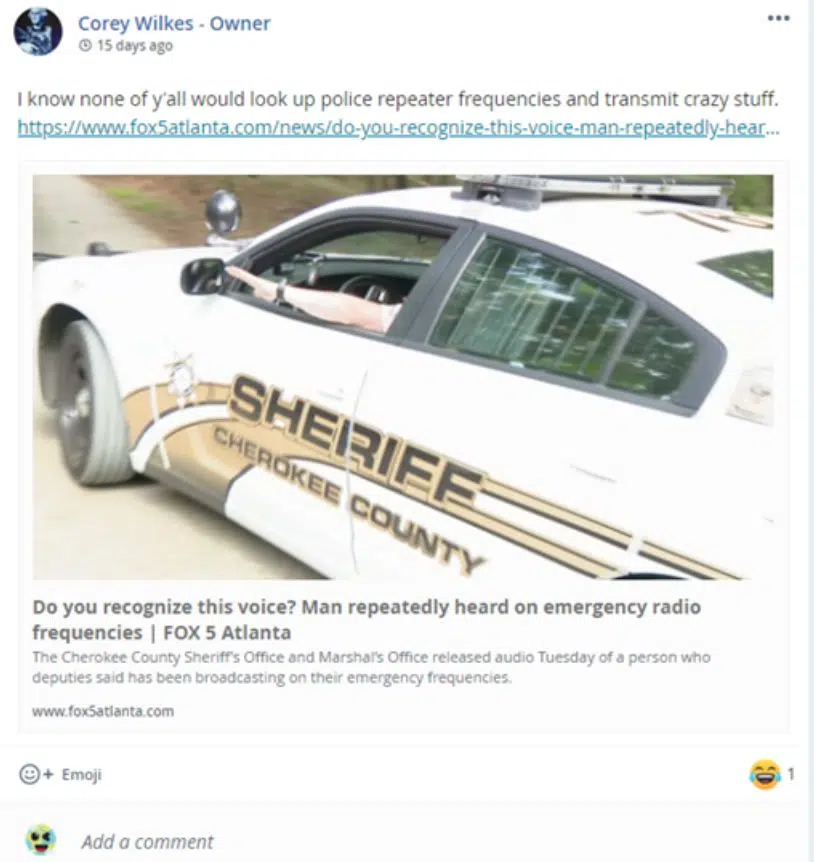 Corey Wilkes - Owner
15 days ago
I know none of y'all would look up police repeater frequencies and transmit crazy stuff.
https://www.fox5atlanta.com/news/do-you-recognize-this-voice-man-repeatedly-hear...
SHERIFF
CHEROKEE COUNTY
Do you recognize this voice? Man repeatedly heard on emergency radio
frequencies | FOX 5 Atlanta
The Cherokee County Sheriff's Office and Marshal's Office released audio Tuesday of a person who
deputies said has been broadcasting on their emergency frequencies.
www.fox5atlanta.com
Emoji
1
Add a comment